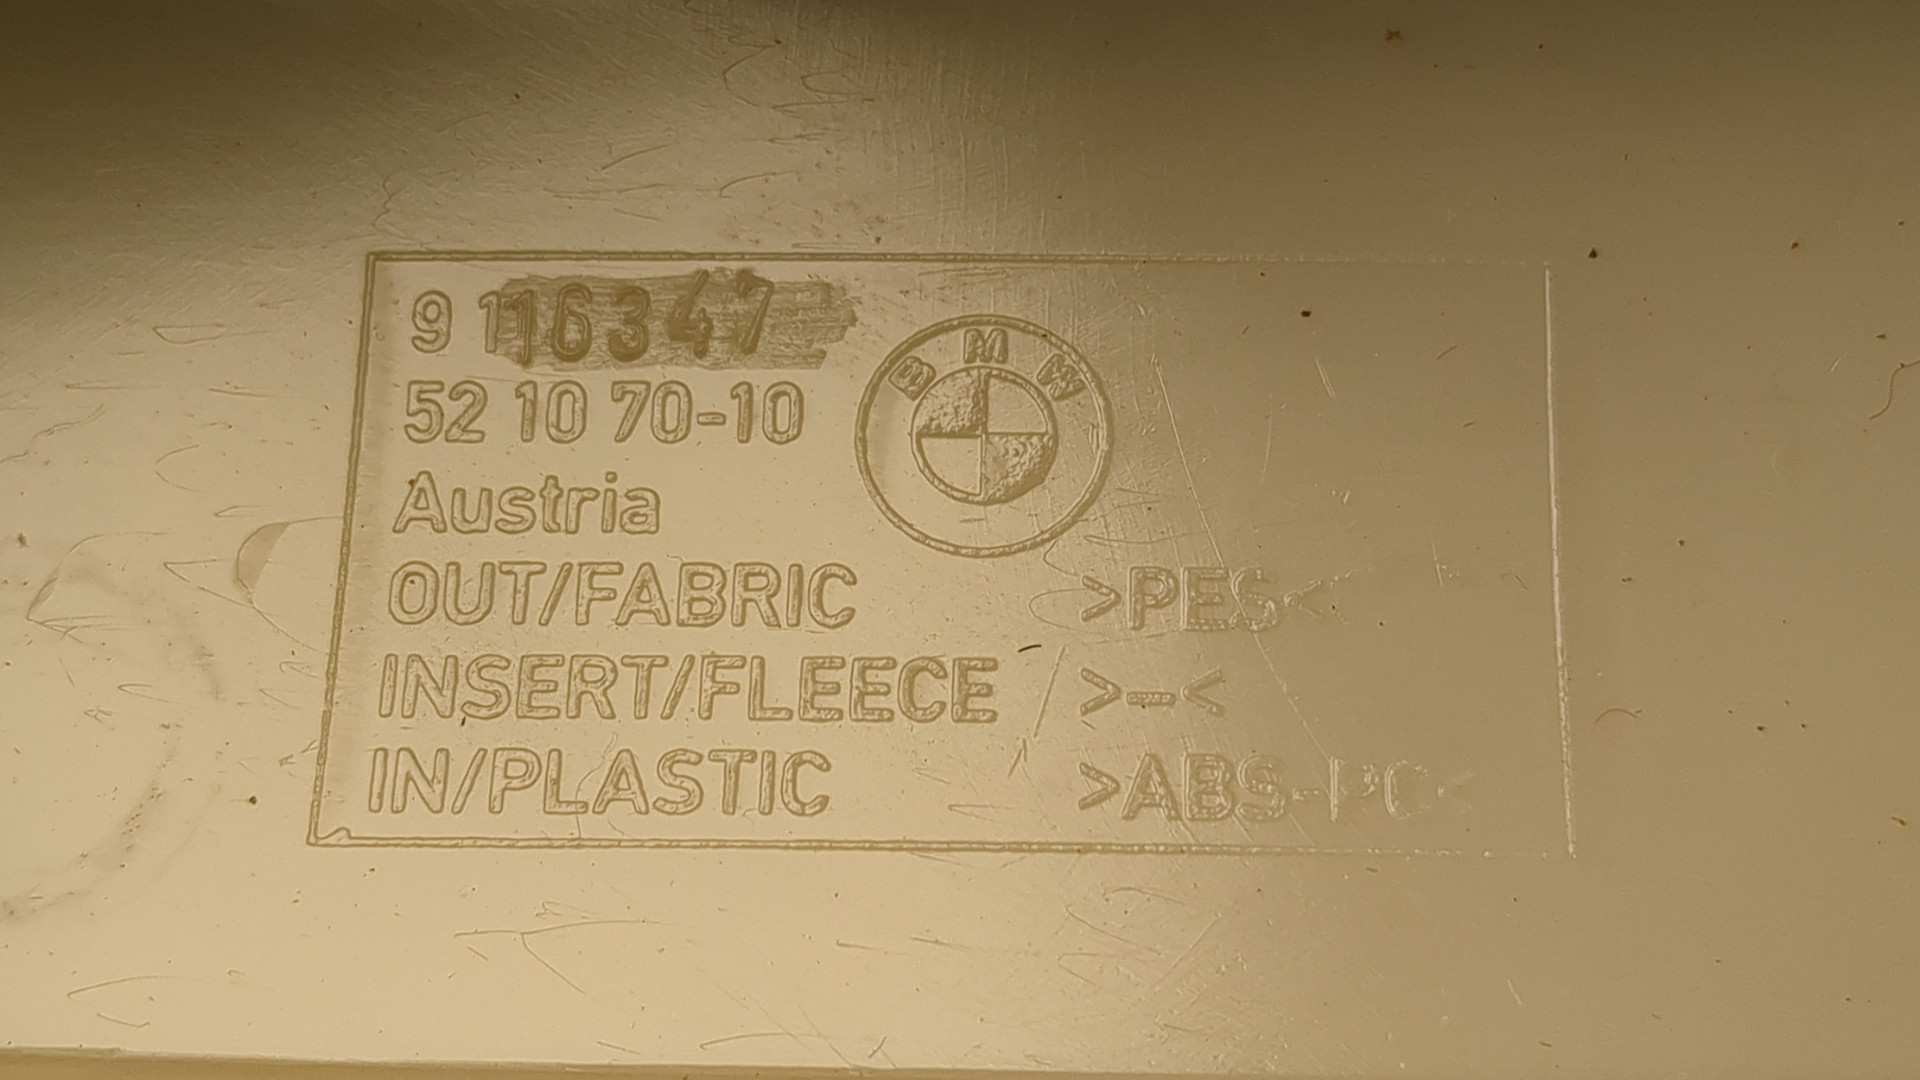 9 116347
52 10 70-10
BMW
Austria
OUT/FABRIC >PES<
INSERT/FLEECE >-<
IN/PLASTIC >ABS-PC<